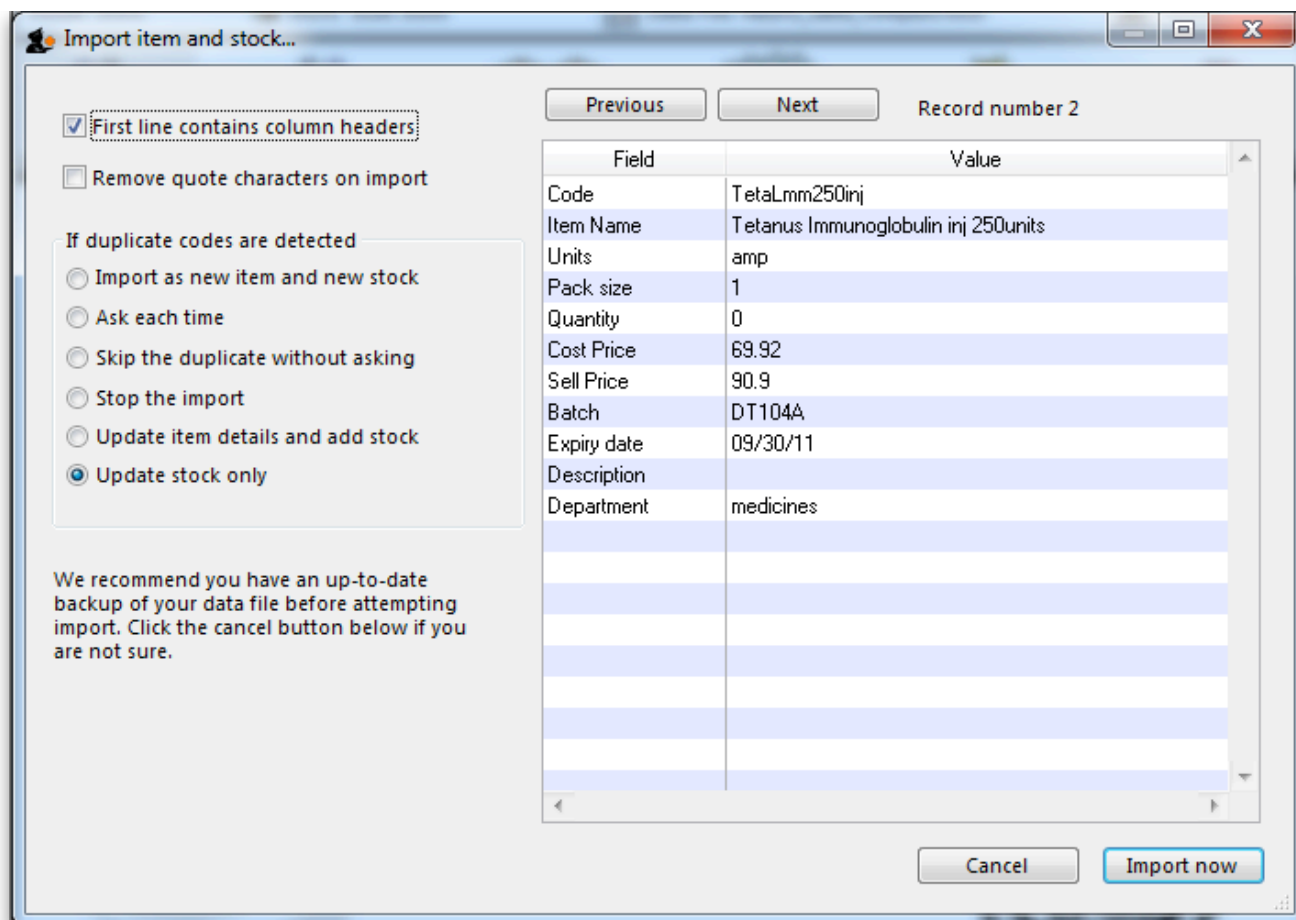 Import item and stock...
First line contains column headers
Remove quote characters on import
If duplicate codes are detected
Import as new item and new stock
Ask each time
Skip the duplicate without asking
Stop the import
Update item details and add stock
Update stock only
We recommend you have an up-to-date
backup of your data file before attempting
import. Click the cancel button below if you
are not sure.
Previous Next Record number 2
Field Value
Code TetaLmm250inj
Item Name Tetanus Immunoglobulin inj 250units
Units amp
Pack size 1
Quantity 0
Cost Price 69.92
Sell Price 90.9
Batch DT104A
Expiry date 09/30/11
Description
Department medicines
Cancel Import now